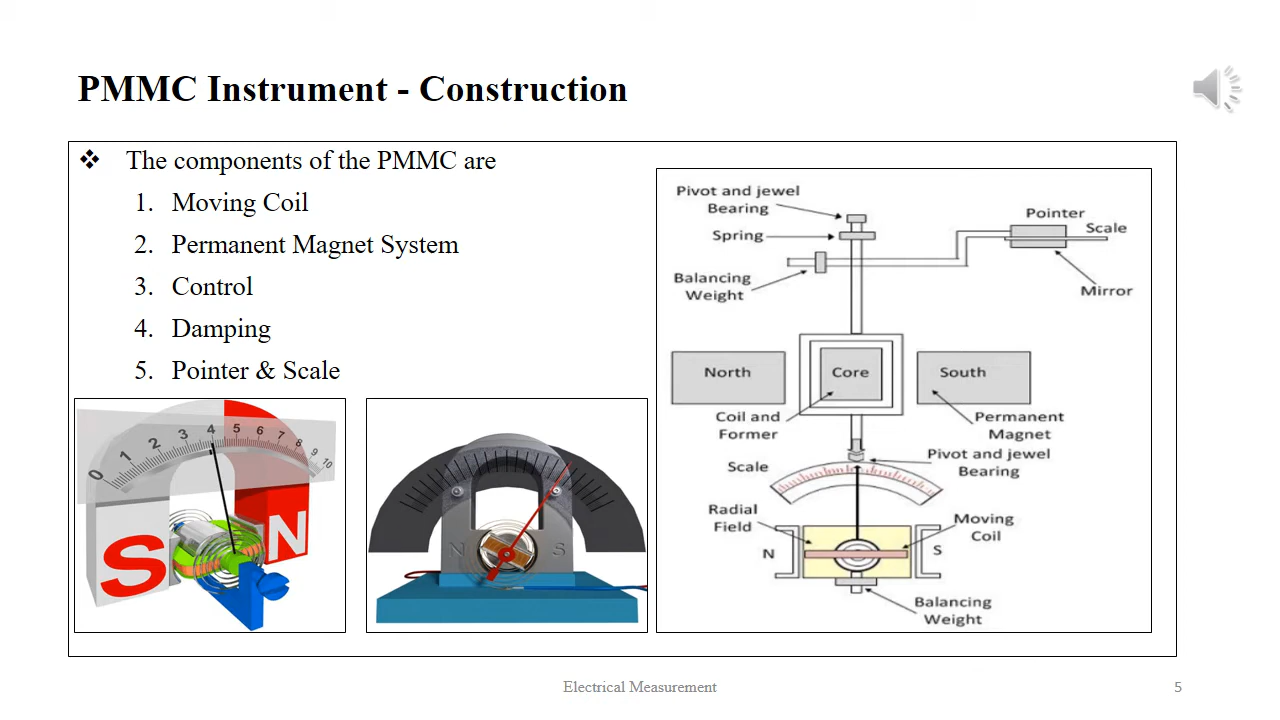 PMMC Instrument - Construction
❖ The components of the PMMC are
1. Moving Coil
2. Permanent Magnet System
3. Control
4. Damping
5. Pointer & Scale
0 1 2 3 4 5 6 7 8 9 10
S N
N S
Pivot and jewel
Bearing
Spring
Balancing
Weight
Pointer
Scale
Mirror
North
Core
South
Coil and
Former
Permanent
Magnet
Pivot and jewel
Bearing
Scale
Radial
Field
Moving
Coil
N
S
Balancing
Weight
Electrical Measurement
5